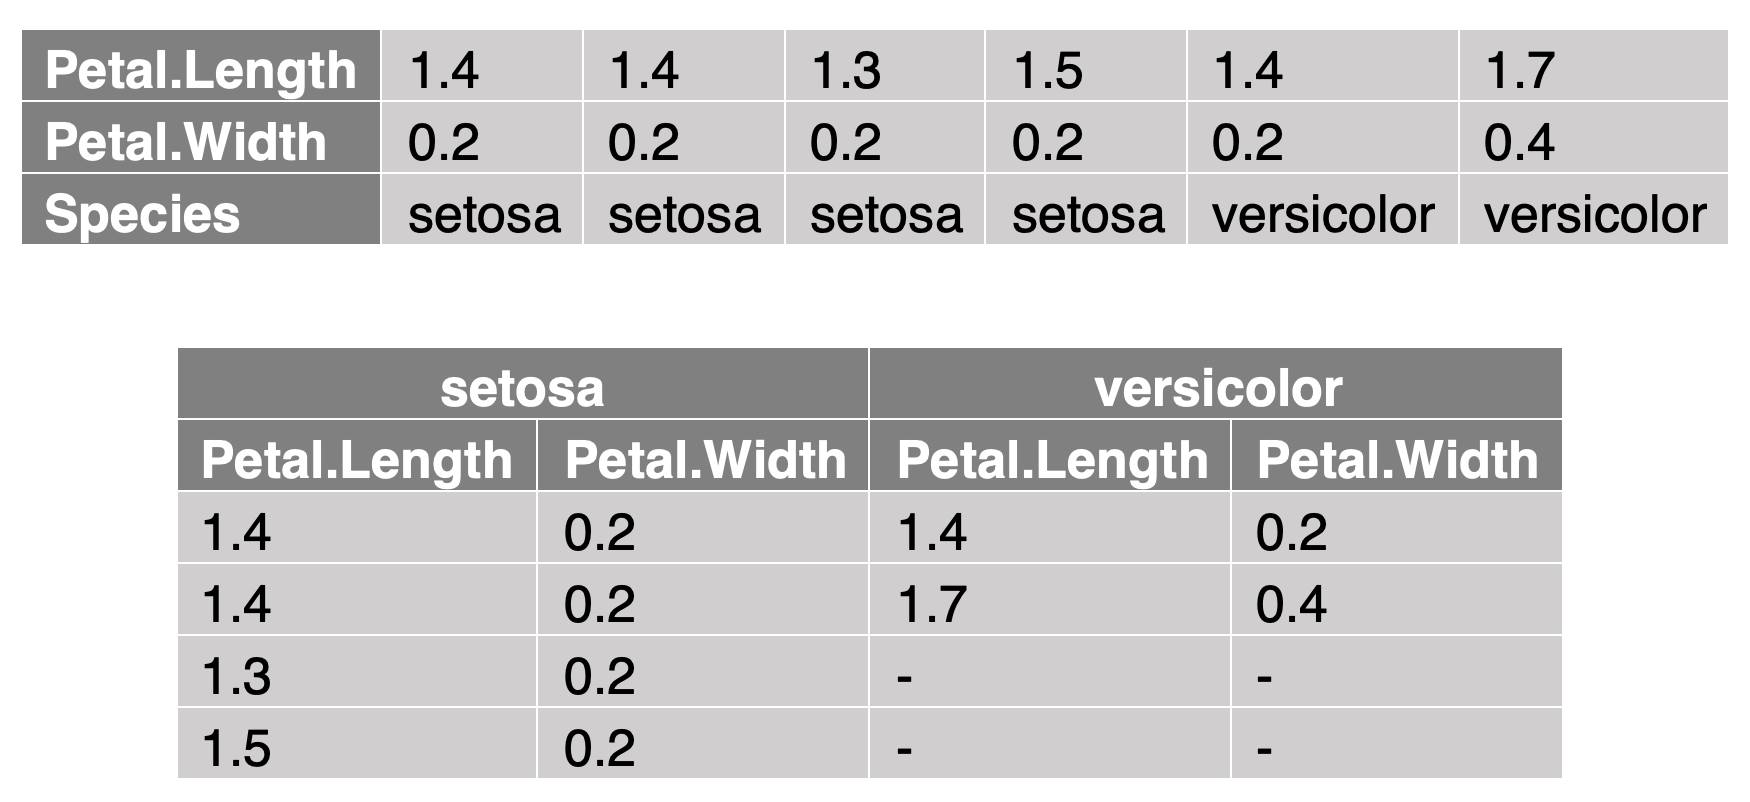 Petal.Length 1.4 1.4 1.3 1.5 1.4 1.7
Petal.Width 0.2 0.2 0.2 0.2 0.2 0.4
Species setosa setosa setosa setosa versicolor versicolor
setosa versicolor
Petal.Length Petal.Width Petal.Length Petal.Width
1.4 0.2 1.4 0.2
1.4 0.2 1.7 0.4
1.3 0.2 - -
1.5 0.2 - -